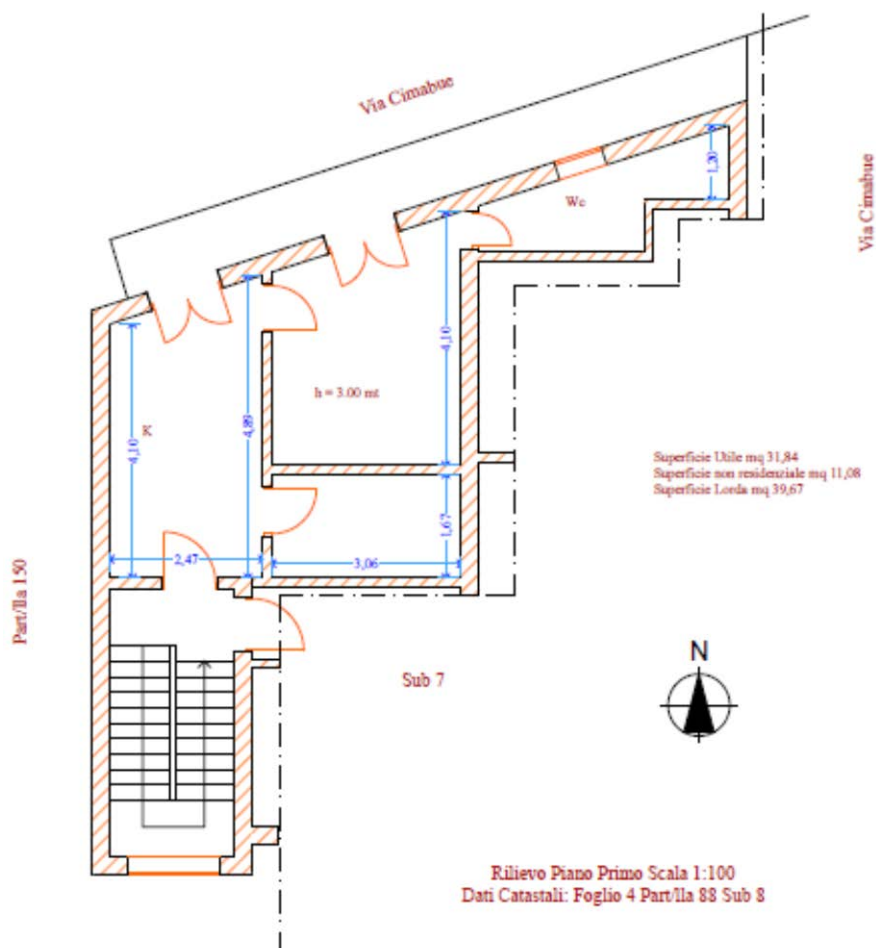 Via Cimabue
Via Cimabue
1,20
Wc
4,10
4,89
4,10
h = 3.00 mt
K
Superficie Utile mq 31,84
Superficie non residenziale mq 11,08
Superficie Lorda mq 39,67
1,67
2,47
3,06
Part/lla 150
N
Sub 7
Rilievo Piano Primo Scala 1:100
Dati Catastali: Foglio 4 Part/lla 88 Sub 8